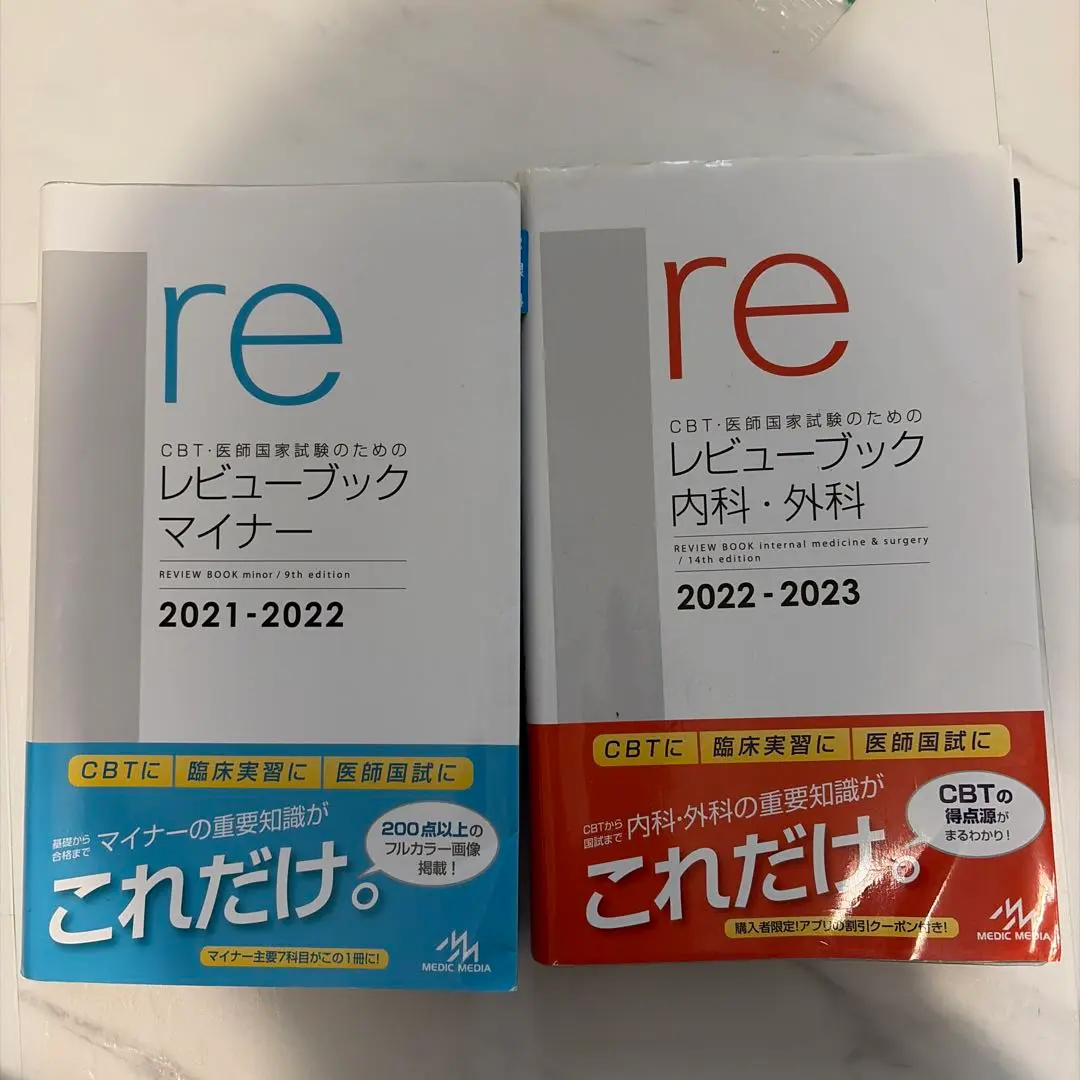 re
CBT・医師国家試験のための
レビューブック
マイナー
REVIEW BOOK minor / 9th edition
2021-2022
CBTに 臨床実習に 医師国試に
基礎から
合格まで
マイナーの重要知識が
これだけ。
200点以上の
フルカラー画像
掲載!
マイナー主要7科目がこの1冊に!
MEDIC MEDIA
re
CBT・医師国家試験のための
レビューブック
内科・外科
REVIEW BOOK internal medicine & surgery
/ 14th edition
2022-2023
CBTに 臨床実習に 医師国試に
CBTから
国試まで
内科・外科の重要知識が
これだけ。
CBTの
得点源が
まるわかり!
購入者限定!アプリの割引クーポン付き!
MEDIC MEDIA